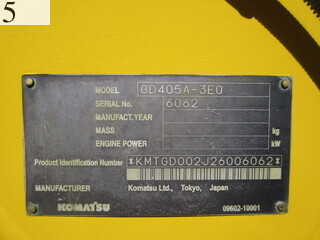 5
MODEL GD405A-3E0
SERIAL No. 6062
MANUFACT. YEAR
MASS kg
ENGINE POWER kW
Product Identification Number *KMTGD002J26006062*
MANUFACTURER Komatsu Ltd., Tokyo, Japan
KOMATSU 09602-10001